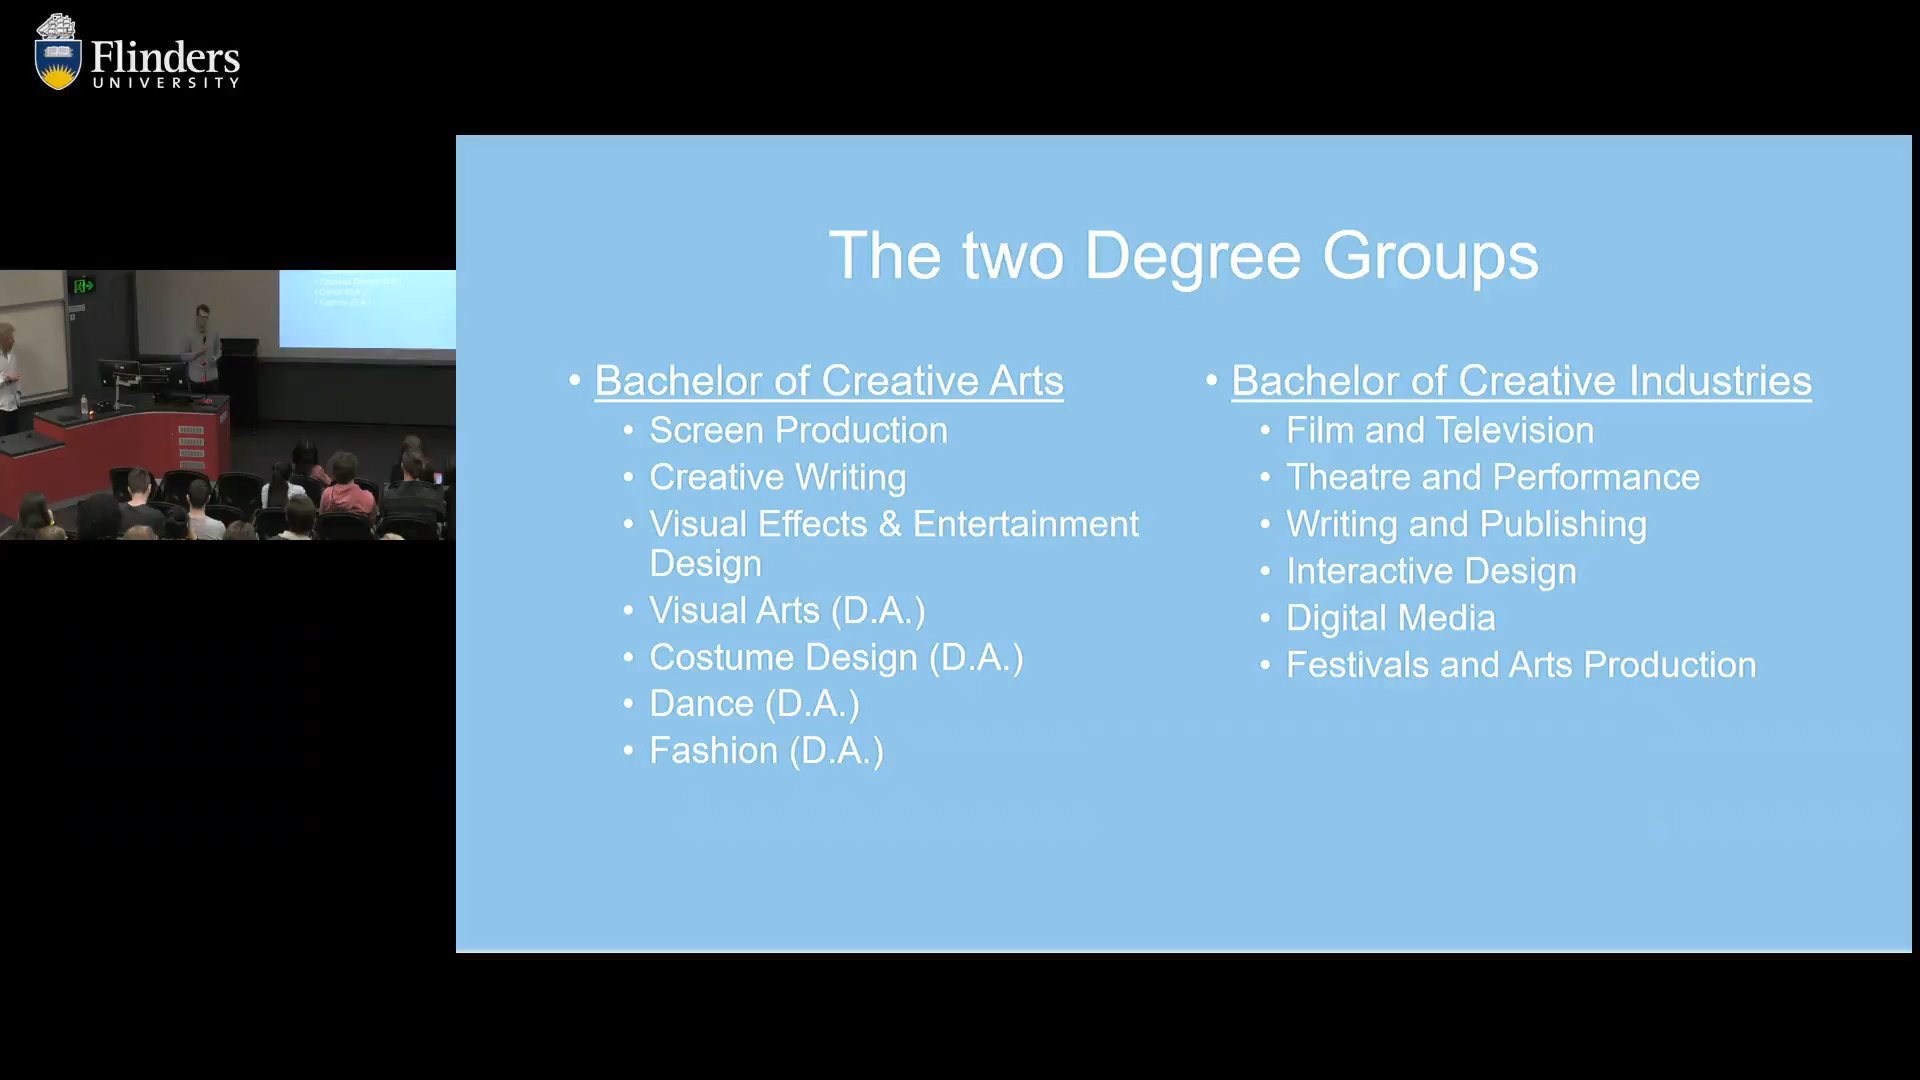 Flinders
UNIVERSITY
The two Degree Groups
• Bachelor of Creative Arts
• Screen Production
• Creative Writing
• Visual Effects & Entertainment
Design
• Visual Arts (D.A.)
• Costume Design (D.A.)
• Dance (D.A.)
• Fashion (D.A.)
• Bachelor of Creative Industries
• Film and Television
• Theatre and Performance
• Writing and Publishing
• Interactive Design
• Digital Media
• Festivals and Arts Production